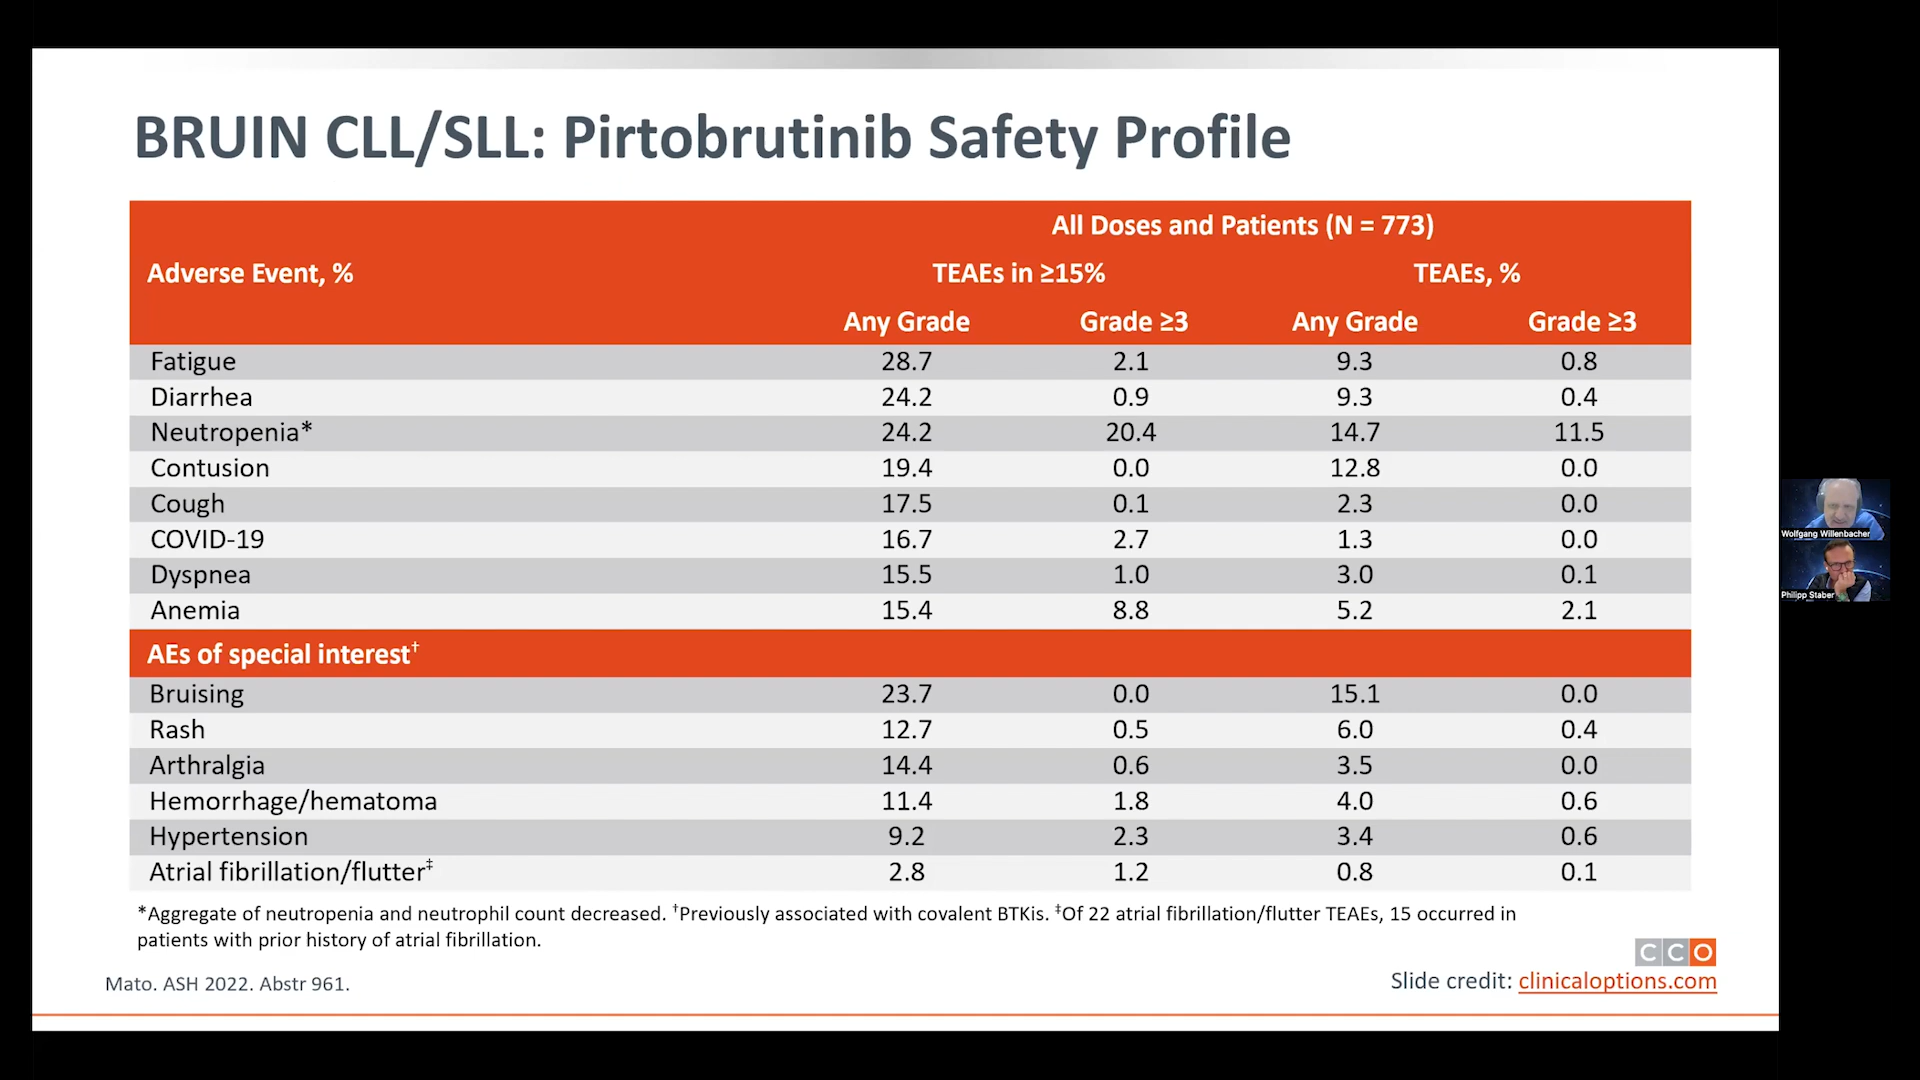 BRUIN CLL/SLL: Pirtobrutinib Safety Profile
All Doses and Patients (N = 773)
Adverse Event, % TEAEs in ≥15% TEAEs, %
Any Grade Grade ≥3 Any Grade Grade ≥3
Fatigue 28.7 2.1 9.3 0.8
Diarrhea 24.2 0.9 9.3 0.4
Neutropenia* 24.2 20.4 14.7 11.5
Contusion 19.4 0.0 12.8 0.0
Cough 17.5 0.1 2.3 0.0
COVID-19 16.7 2.7 1.3 0.0
Dyspnea 15.5 1.0 3.0 0.1
Anemia 15.4 8.8 5.2 2.1
AEs of special interest†
Bruising 23.7 0.0 15.1 0.0
Rash 12.7 0.5 6.0 0.4
Arthralgia 14.4 0.6 3.5 0.0
Hemorrhage/hematoma 11.4 1.8 4.0 0.6
Hypertension 9.2 2.3 3.4 0.6
Atrial fibrillation/flutter‡ 2.8 1.2 0.8 0.1
*Aggregate of neutropenia and neutrophil count decreased. †Previously associated with covalent BTKis. ‡Of 22 atrial fibrillation/flutter TEAEs, 15 occurred in
patients with prior history of atrial fibrillation.
CCO
Mato. ASH 2022. Abstr 961.
Slide credit: clinicaloptions.com
Wolfgang Willenbacher
Philipp Staber